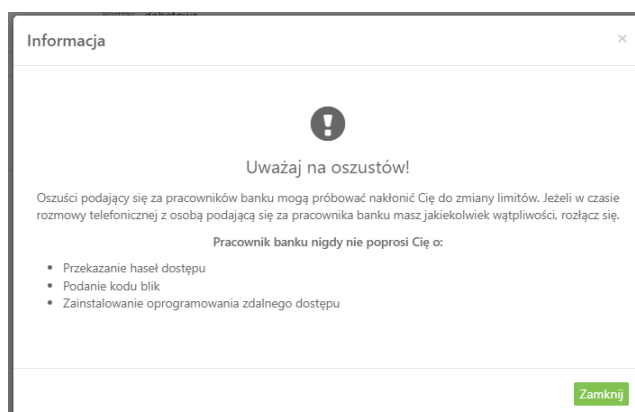 Rodzaj debetowa
Informacja
×
Uważaj na oszustów!
Oszuści podający się za pracowników banku mogą próbować nakłonić Cię do zmiany limitów. Jeżeli w czasie
rozmowy telefonicznej z osobą podającą się za pracownika banku masz jakiekolwiek wątpliwości, rozłącz się.
Pracownik banku nigdy nie poprosi Cię o:
• Przekazanie haseł dostępu
• Podanie kodu blik
• Zainstalowanie oprogramowania zdalnego dostępu
Zamknij